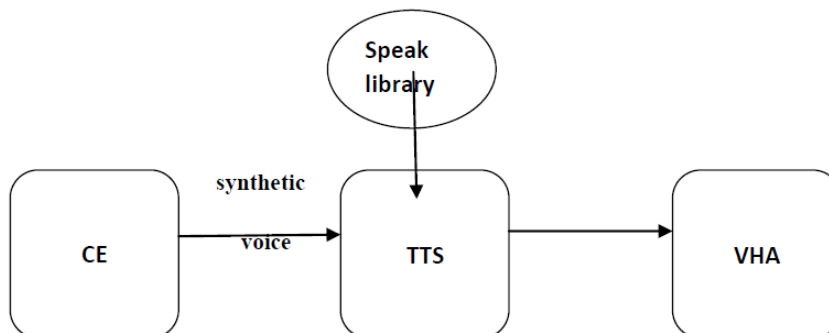 Speak
library
synthetic
voice
CE
TTS
VHA